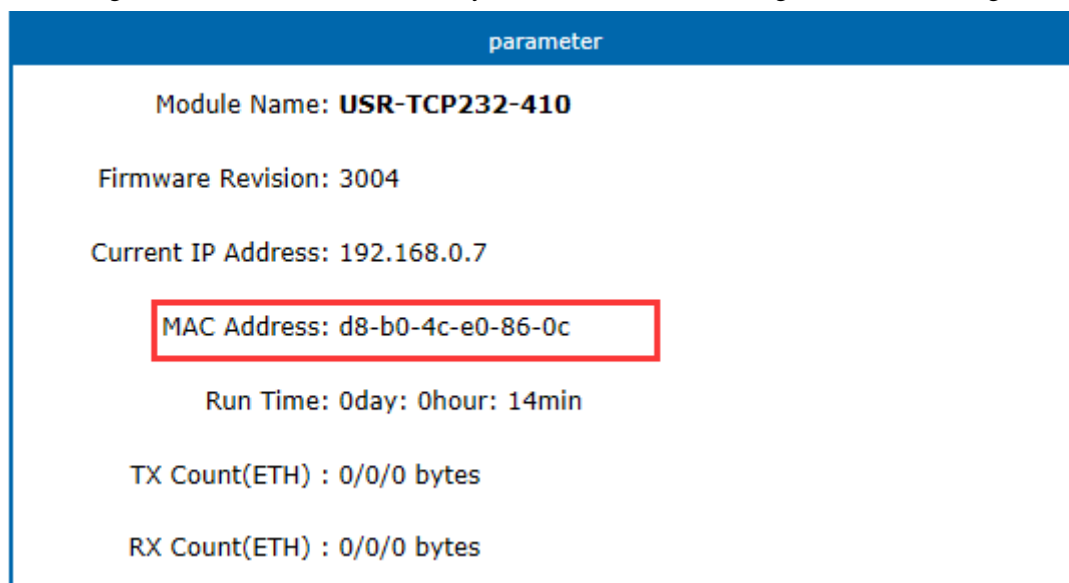 parameter
Module Name: USR-TCP232-410
Firmware Revision: 3004
Current IP Address: 192.168.0.7
MAC Address: d8-b0-4c-e0-86-0c
Run Time: 0day: 0hour: 14min
TX Count(ETH) : 0/0/0 bytes
RX Count(ETH) : 0/0/0 bytes